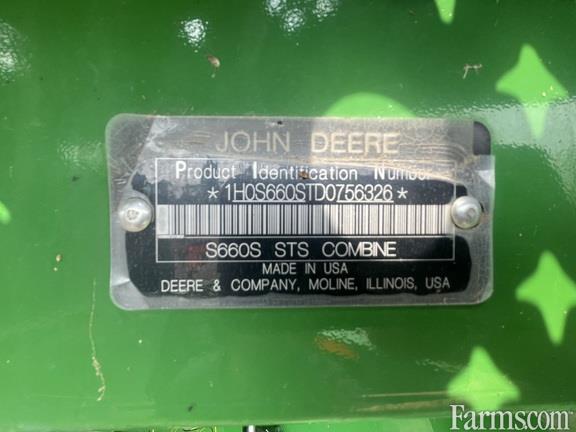 JOHN DEERE
Product Identification Number
*1H0S660STD0756326*
S660S STS COMBINE
MADE IN USA
DEERE & COMPANY, MOLINE, ILLINOIS, USA
Farms.com